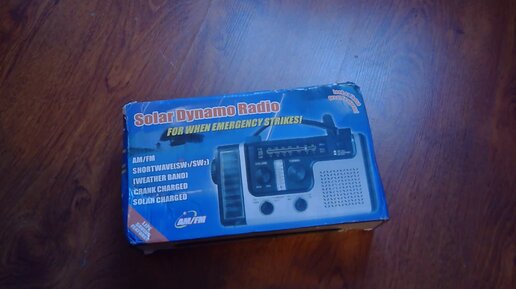 Solar Dynamo Radio
FOR WHEN EMERGENCY STRIKES!
AM/FM
SHORTWAVE(SW1/SW2)
(WEATHER BAND)
CRANK CHARGED
SOLAR CHARGED
AM/FM